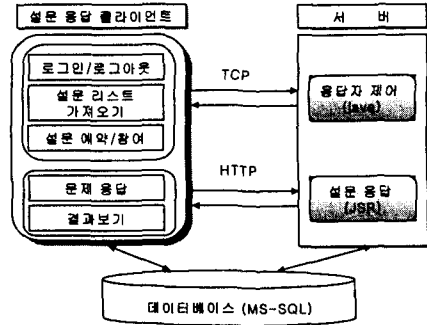 설문 응답 클라이언트
서 버
로그인/로그아웃
설문 리스트
가져오기
설문 예약/참여
TCP
응답자 제어
(java)
HTTP
문제 응답
결과보기
설문 응답
(JSP)
데이터베이스 (MS-SQL)